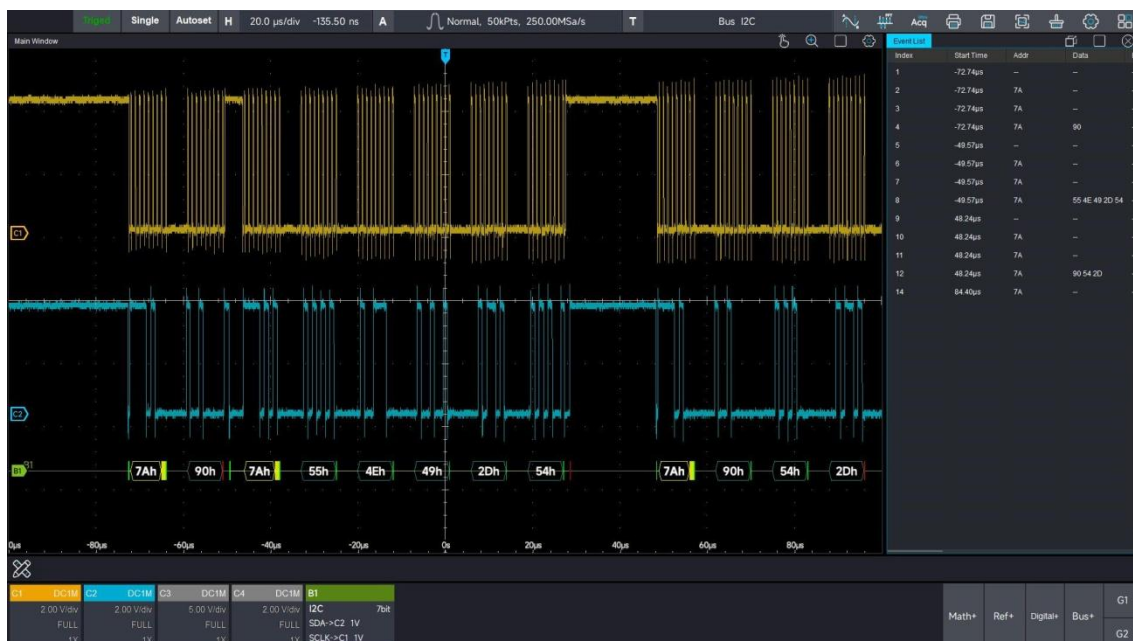 Triged Single Autoset H 20.0 μs/div -135.50 ns A Normal, 50kPts, 250.00MSa/s T Bus I2C Acq
Main Window
Event List
Index Start Time Addr Data
1 -72.74μs -- --
2 -72.74μs 7A --
3 -72.74μs 7A --
4 -72.74μs 7A 90
5 -49.57μs -- --
6 -49.57μs 7A --
7 -49.57μs 7A --
8 -49.57μs 7A 55 4E 49 2D 54
9 48.24μs -- --
10 48.24μs 7A --
11 48.24μs 7A --
12 48.24μs 7A 90 54 2D
14 84.40μs 7A --
T
C1
C2
B1 B1
7Ah 90h 7Ah 55h 4Eh 49h 2Dh 54h 7Ah 90h 54h 2Dh
0μs -80μs -60μs -40μs -20μs 0s 20μs 40μs 60μs 80μs
C1 DC1M C2 DC1M C3 DC1M C4 DC1M B1
2.00 V/div 2.00 V/div 5.00 V/div 2.00 V/div I2C 7bit
FULL FULL FULL FULL SDA->C2 1V
1X 1X 1X 1X SCLK->C1 1V
Math+ Ref+ Digital+ Bus+ G1
G2